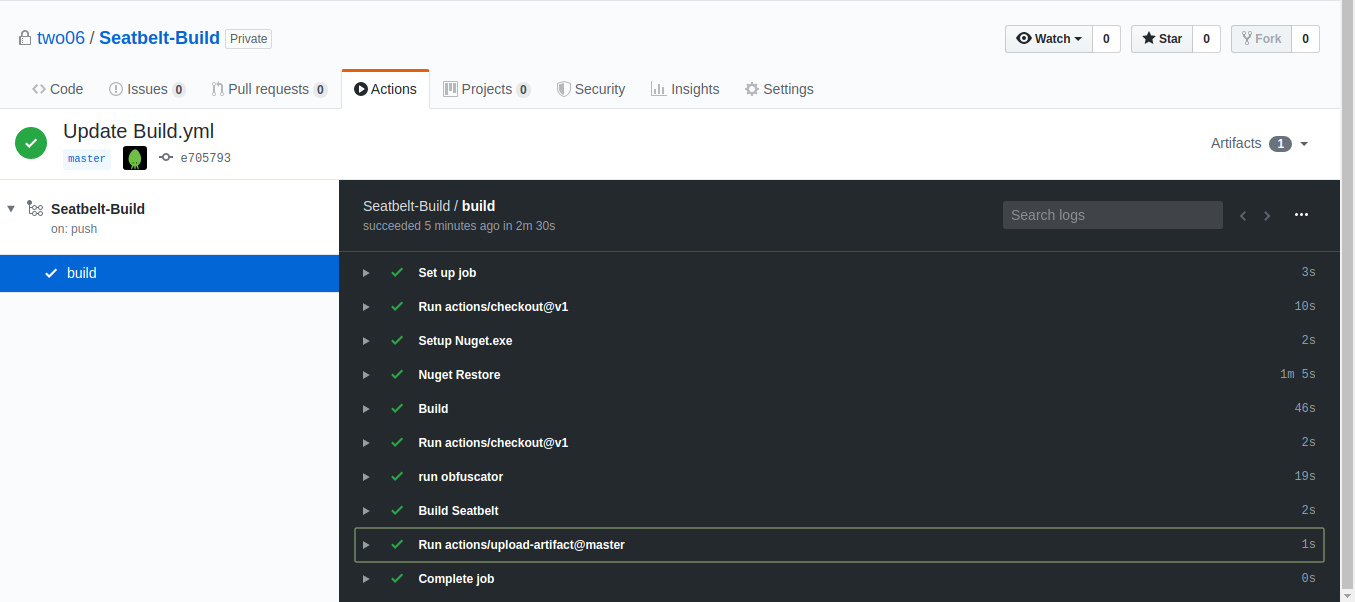 two06 / Seatbelt-Build Private
Watch 0 Star 0 Fork 0
Code Issues 0 Pull requests 0 Actions Projects 0 Security Insights Settings
Update Build.yml
master e705793
Artifacts 1
Seatbelt-Build
on: push
build
Seatbelt-Build / build
succeeded 5 minutes ago in 2m 30s
Search logs
Set up job 3s
Run actions/checkout@v1 10s
Setup Nuget.exe 2s
Nuget Restore 1m 5s
Build 46s
Run actions/checkout@v1 2s
run obfuscator 19s
Build Seatbelt 2s
Run actions/upload-artifact@master 1s
Complete job 0s